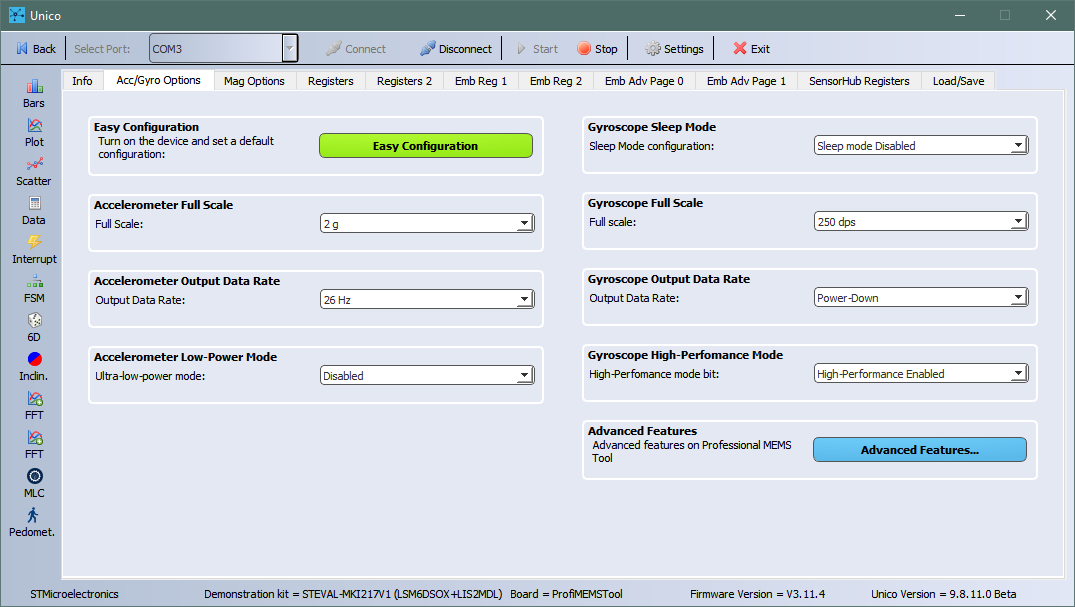 Unico
Back Select Port: COM3 Connect Disconnect Start Stop Settings Exit
Info Acc/Gyro Options Mag Options Registers Registers 2 Emb Reg 1 Emb Reg 2 Emb Adv Page 0 Emb Adv Page 1 SensorHub Registers Load/Save
Bars
Plot
Scatter
Data
Interrupt
FSM
6D
Inclin.
FFT
FFT
MLC
Pedomet.
Easy Configuration
Turn on the device and set a default
configuration:
Easy Configuration
Accelerometer Full Scale
Full Scale: 2 g
Accelerometer Output Data Rate
Output Data Rate: 26 Hz
Accelerometer Low-Power Mode
Ultra-low-power mode: Disabled
Gyroscope Sleep Mode
Sleep Mode configuration: Sleep mode Disabled
Gyroscope Full Scale
Full scale: 250 dps
Gyroscope Output Data Rate
Output Data Rate: Power-Down
Gyroscope High-Perfomance Mode
High-Perfomance mode bit: High-Performance Enabled
Advanced Features
Advanced features on Professional MEMS
Tool
Advanced Features...
STMicroelectronics Demonstration kit = STEVAL-MKI217V1 (LSM6DSOX+LIS2MDL) Board = ProfiMEMSTool Firmware Version = V3.11.4 Unico Version = 9.8.11.0 Beta